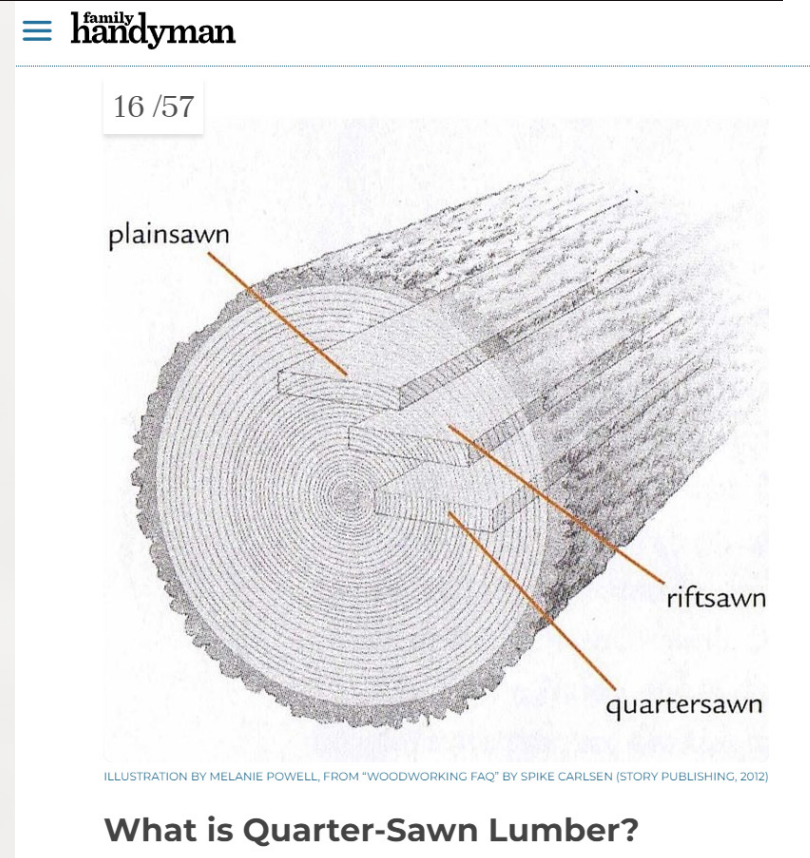 family
handyman
16 /57
plainsawn
riftsawn
quartersawn
ILLUSTRATION BY MELANIE POWELL, FROM “WOODWORKING FAQ” BY SPIKE CARLSEN (STORY PUBLISHING, 2012)
What is Quarter-Sawn Lumber?